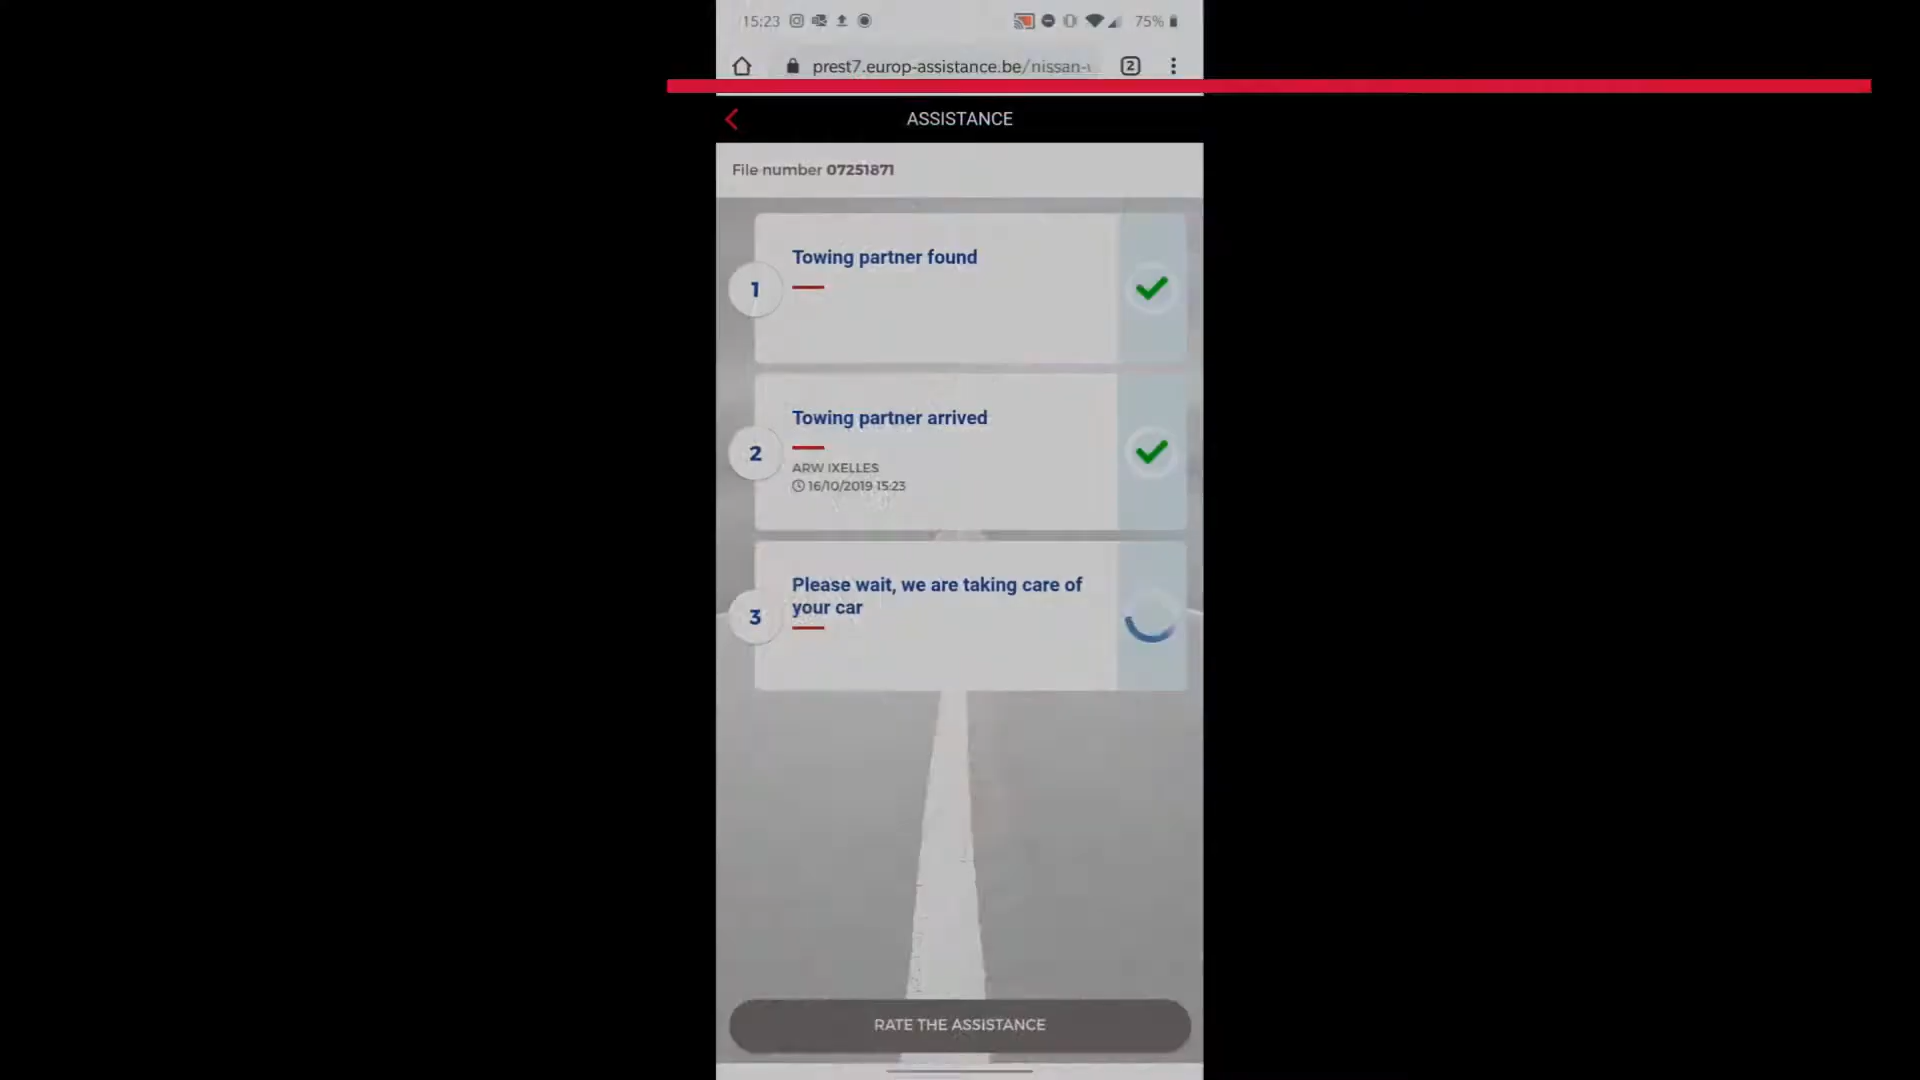 15:23
75%
prest7.europ-assistance.be/nissan-
2
ASSISTANCE
File number 07251871
1
Towing partner found
2
Towing partner arrived
ARW IXELLES
16/10/2019 15:23
3
Please wait, we are taking care of
your car
RATE THE ASSISTANCE